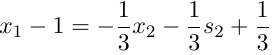 x_1 - 1 = -\frac{1}{3}x_2 - \frac{1}{3}s_2 + \frac{1}{3}